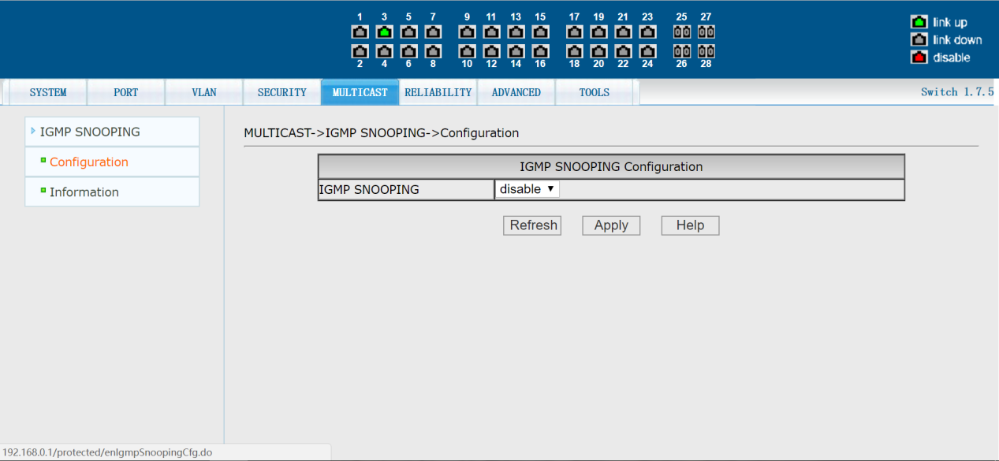 1 3 5 7 9 11 13 15 17 19 21 23 25 27
2 4 6 8 10 12 14 16 18 20 22 24 26 28
link up
link down
disable
SYSTEM PORT VLAN SECURITY MULTICAST RELIABILITY ADVANCED TOOLS Switch 1.7.5
IGMP SNOOPING
Configuration
Information
MULTICAST->IGMP SNOOPING->Configuration
IGMP SNOOPING Configuration
IGMP SNOOPING disable
Refresh Apply Help
192.168.0.1/protected/enIgmpSnoopingCfg.do